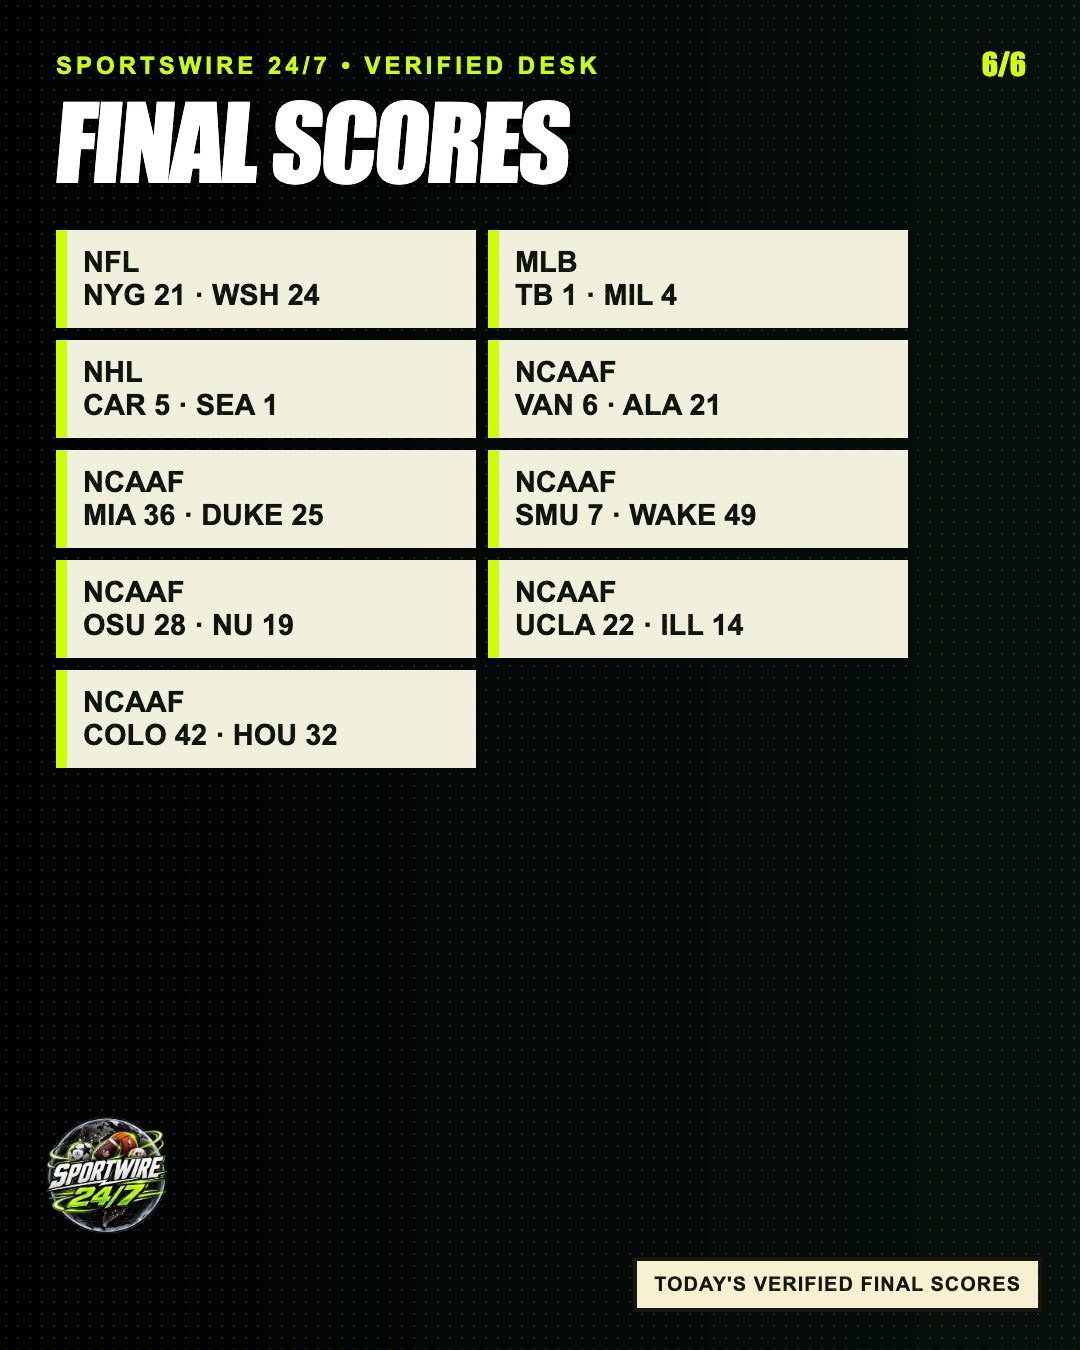 SPORTSWIRE 24/7 • VERIFIED DESK
6/6
FINAL SCORES
NFL
NYG 21 · WSH 24
MLB
TB 1 · MIL 4
NHL
CAR 5 · SEA 1
NCAAF
VAN 6 · ALA 21
NCAAF
MIA 36 · DUKE 25
NCAAF
SMU 7 · WAKE 49
NCAAF
OSU 28 · NU 19
NCAAF
UCLA 22 · ILL 14
NCAAF
COLO 42 · HOU 32
SPORTWIRE
24/7
TODAY'S VERIFIED FINAL SCORES